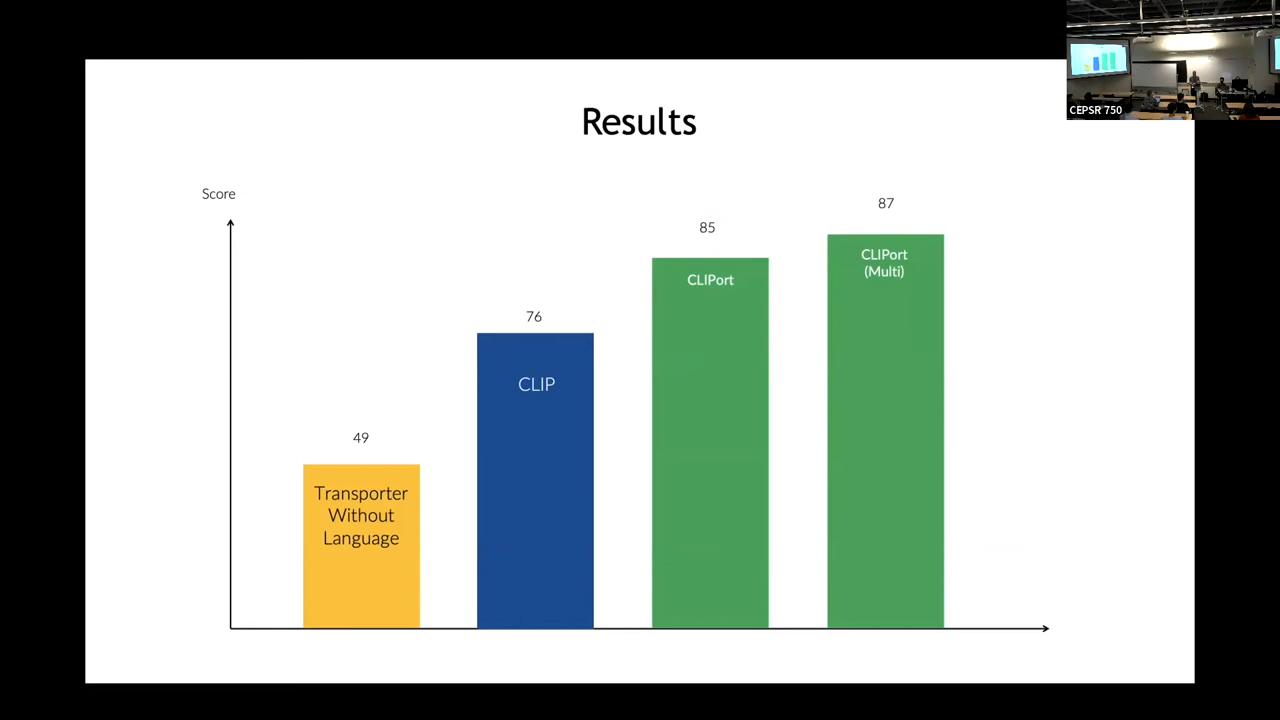 CEPSR 750
Results
Score
87
85
CLIPort
(Multi)
CLIPort
76
CLIP
49
Transporter
Without
Language